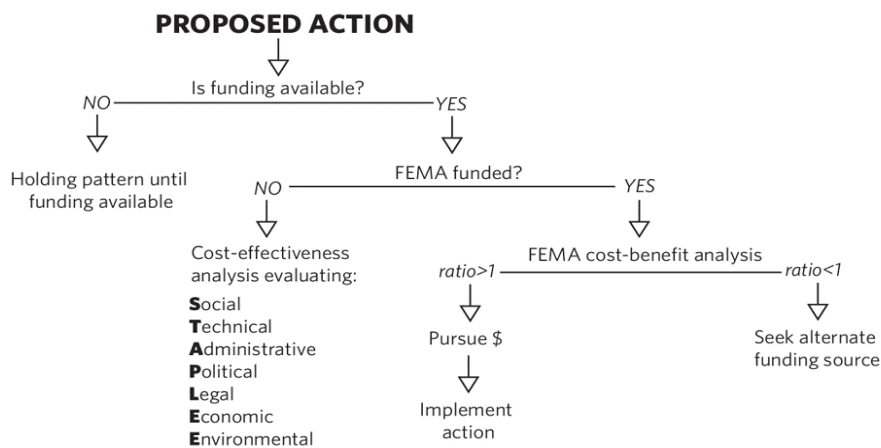 PROPOSED ACTION
Is funding available?
NO
YES
Holding pattern until
funding available
FEMA funded?
NO
YES
Cost-effectiveness
analysis evaluating:
Social
Technical
Administrative
Political
Legal
Economic
Environmental
FEMA cost-benefit analysis
ratio>1
ratio<1
Pursue $
Implement
action
Seek alternate
funding source